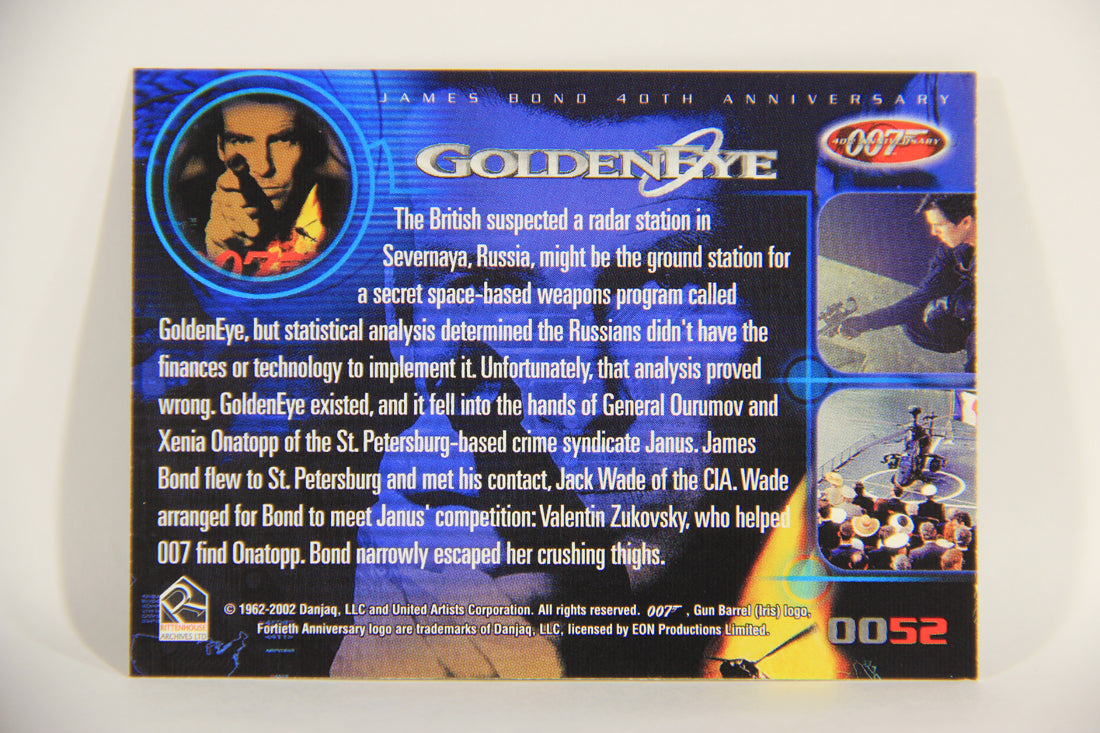 JAMES BOND 40TH ANNIVERSARY
007
40TH ANNIVERSARY
GOLDENEYE
007
The British suspected a radar station in
Severnaya, Russia, might be the ground station for
a secret space-based weapons program called
GoldenEye, but statistical analysis determined the Russians didn't have the
finances or technology to implement it. Unfortunately, that analysis proved
wrong. GoldenEye existed, and it fell into the hands of General Ourumov and
Xenia Onatopp of the St. Petersburg-based crime syndicate Janus. James
Bond flew to St. Petersburg and met his contact, Jack Wade of the CIA. Wade
arranged for Bond to meet Janus' competition: Valentin Zukovsky, who helped
007 find Onatopp. Bond narrowly escaped her crushing thighs.
RITTENHOUSE
ARCHIVES LTD
© 1962-2002 Danjaq, LLC and United Artists Corporation. All rights reserved. 007, Gun Barrel (Iris) logo,
Fortieth Anniversary logo are trademarks of Danjaq, LLC, licensed by EON Productions Limited.
0052